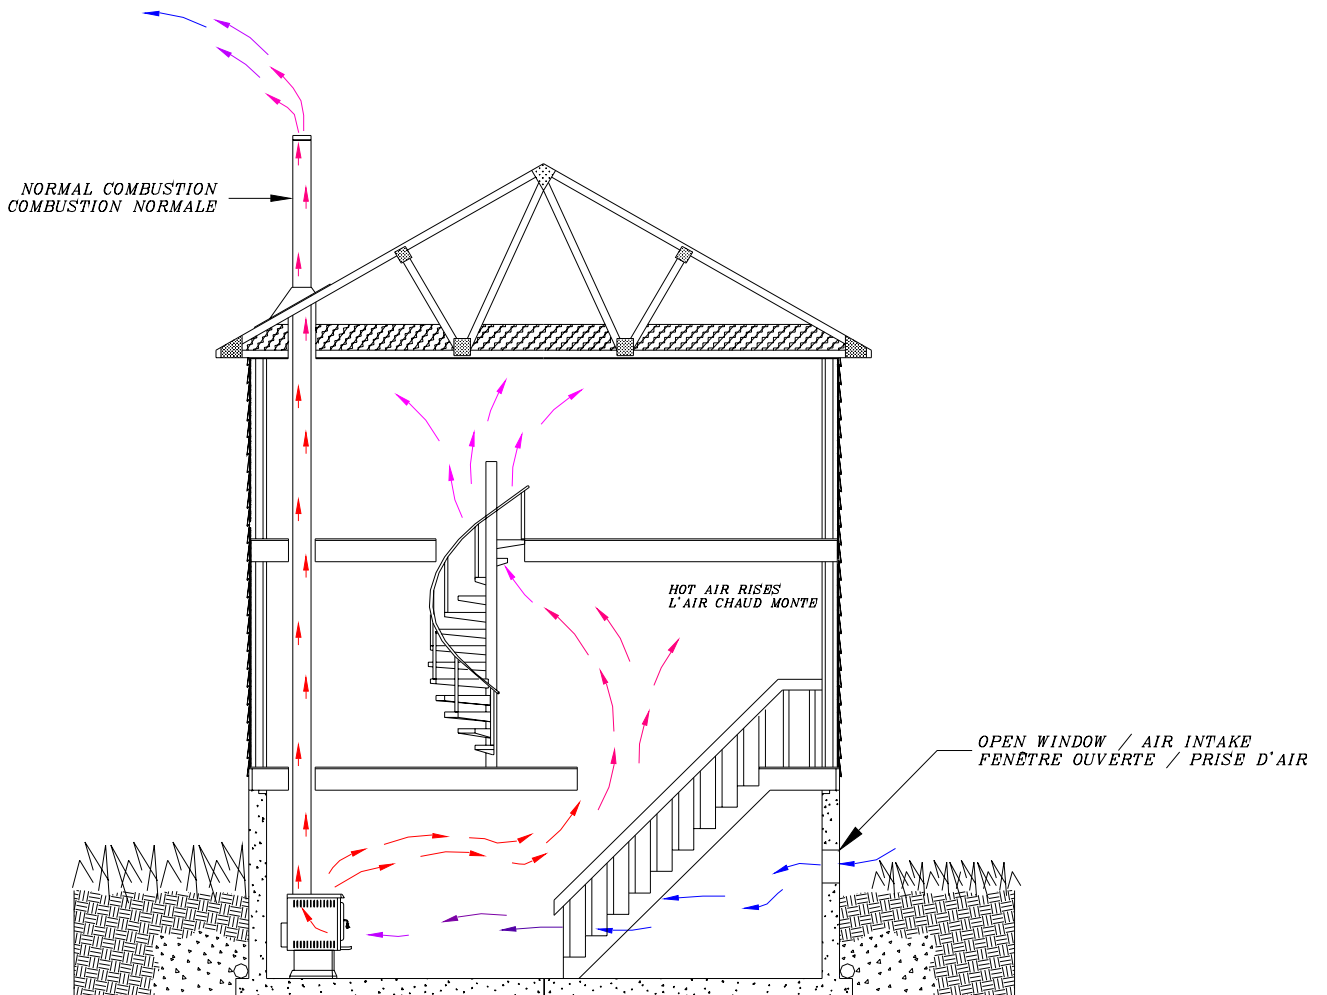 NORMAL COMBUSTION
COMBUSTION NORMALE
HOT AIR RISES
L'AIR CHAUD MONTE
OPEN WINDOW / AIR INTAKE
FENÊTRE OUVERTE / PRISE D'AIR